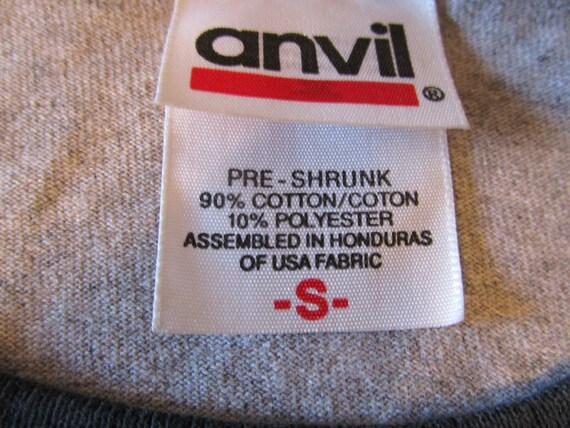 anvil
®
PRE-SHRUNK
90% COTTON/COTON
10% POLYESTER
ASSEMBLED IN HONDURAS
OF USA FABRIC
-S-